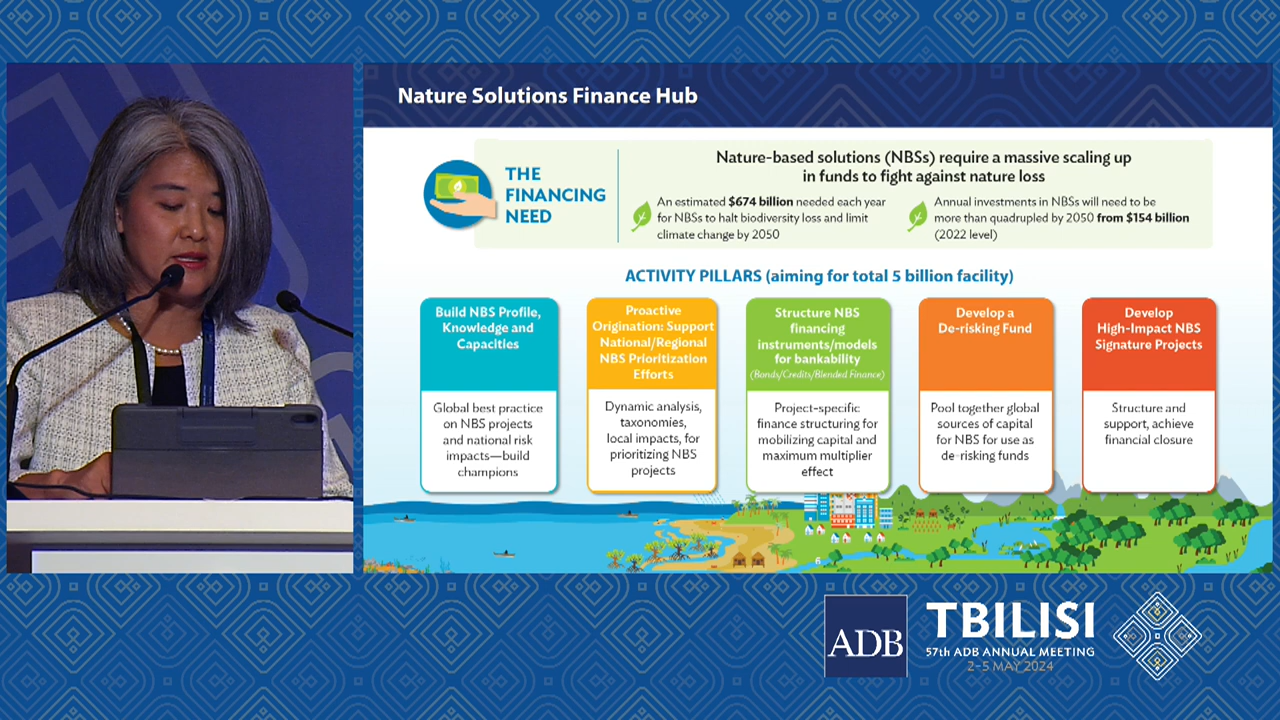 Nature Solutions Finance Hub
THE
FINANCING
NEED
Nature-based solutions (NBSs) require a massive scaling up
in funds to fight against nature loss
An estimated $674 billion needed each year
for NBSs to halt biodiversity loss and limit
climate change by 2050
Annual investments in NBSs will need to be
more than quadrupled by 2050 from $154 billion
(2022 level)
ACTIVITY PILLARS (aiming for total 5 billion facility)
Build NBS Profile,
Knowledge and
Capacities
Global best practice
on NBS projects
and national risk
impacts—build
champions
Proactive
Origination: Support
National/Regional
NBS Prioritization
Efforts
Dynamic analysis,
taxonomies,
local impacts, for
prioritizing NBS
projects
Structure NBS
financing
instruments/models
for bankability
(Bonds/Credits/Blended Finance)
Project-specific
finance structuring for
mobilizing capital and
maximum multiplier
effect
Develop a
De-risking Fund
Pool together global
sources of capital
for NBS for use as
de-risking funds
Develop
High-Impact NBS
Signature Projects
Structure and
support, achieve
financial closure
6
ADB
TBILISI
57th ADB ANNUAL MEETING
2-5 MAY 2024